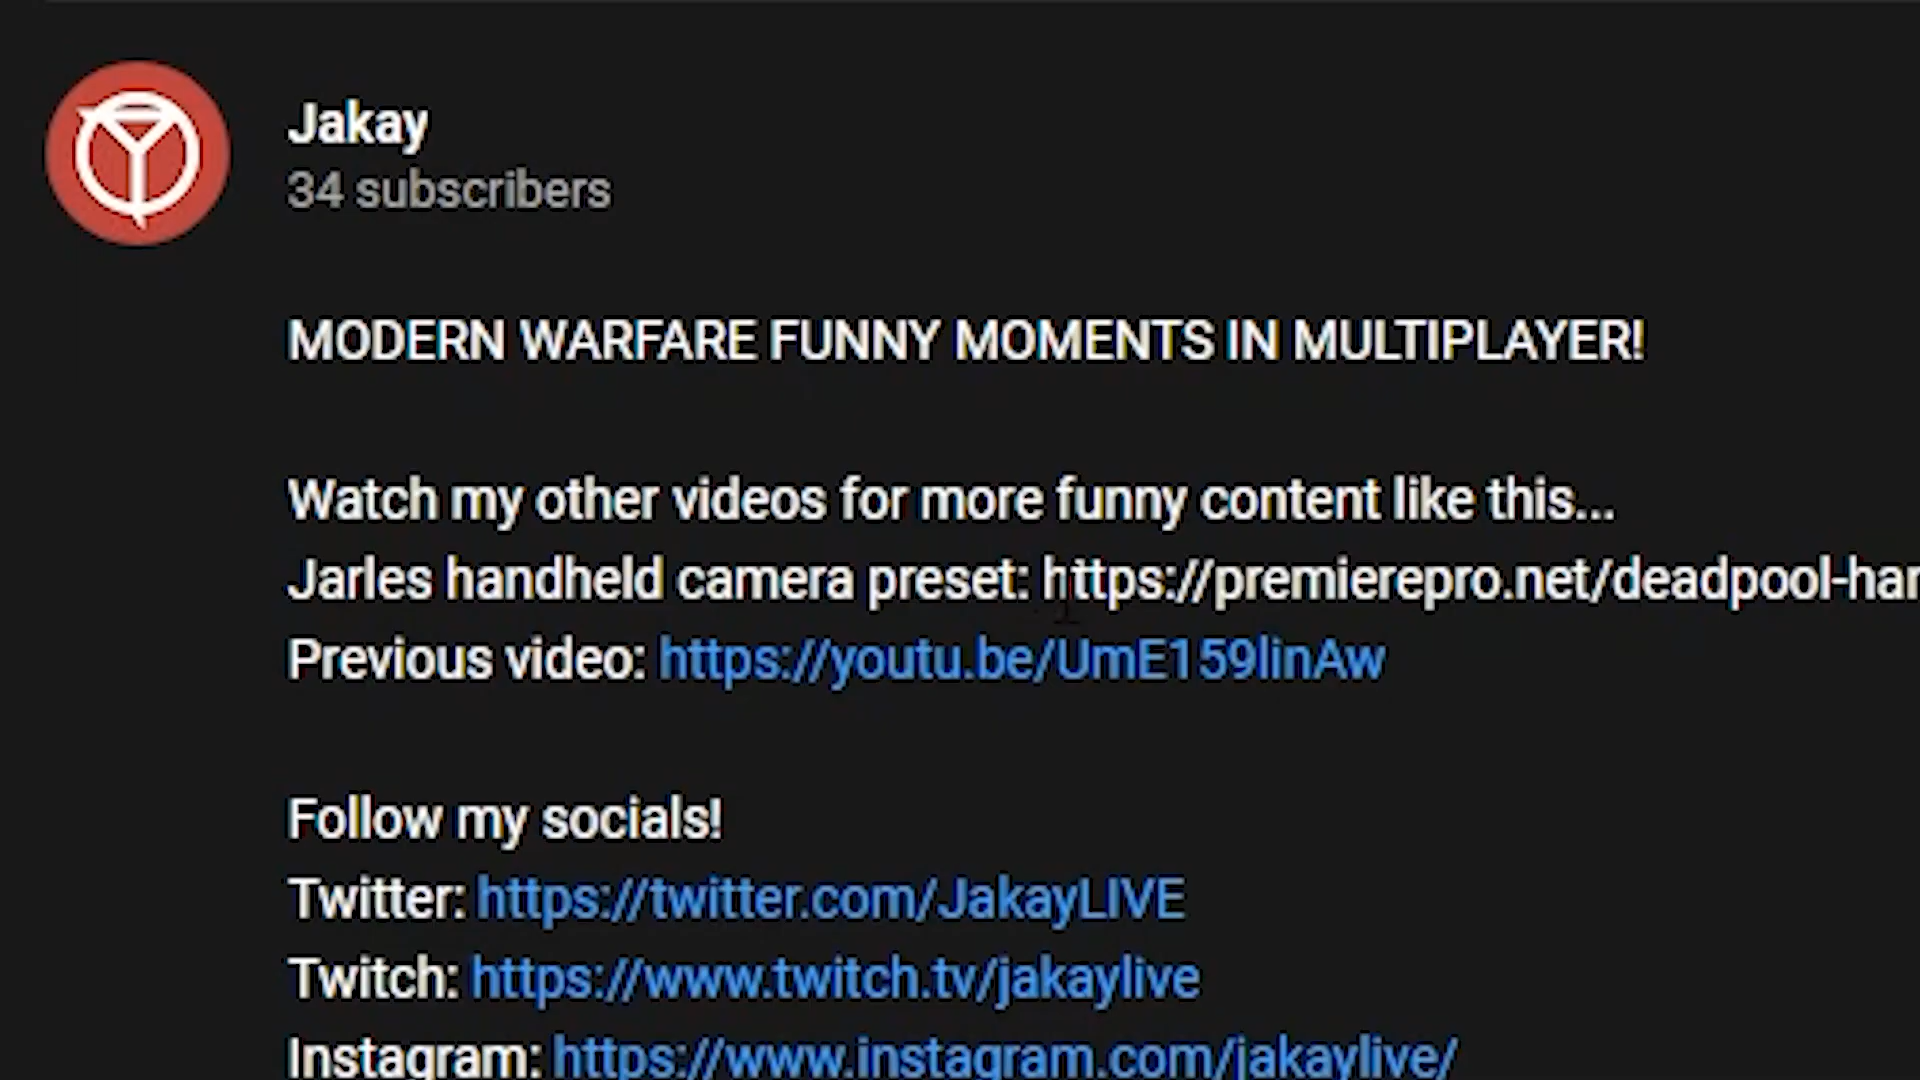 Jakay
34 subscribers
MODERN WARFARE FUNNY MOMENTS IN MULTIPLAYER!
Watch my other videos for more funny content like this...
Jarles handheld camera preset: https://premierepro.net/deadpool-har
Previous video: https://youtu.be/UmE159linAw
Follow my socials!
Twitter: https://twitter.com/JakayLIVE
Twitch: https://www.twitch.tv/jakaylive
Instagram: https://www.instagram.com/jakaylive/